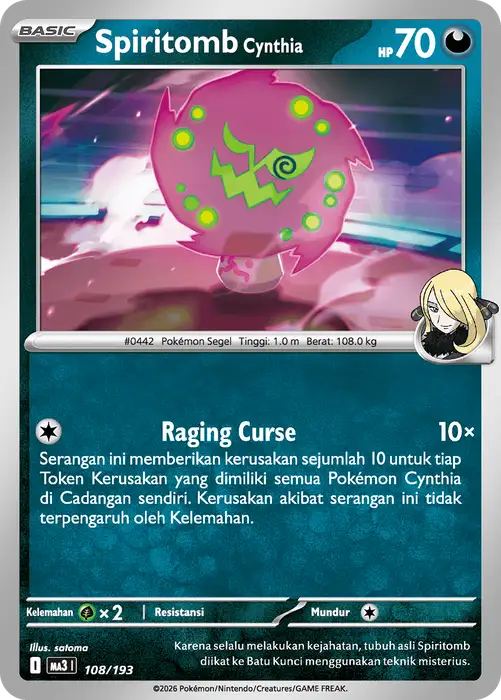 BASIC
Spiritomb Cynthia
HP 70
#0442 Pokémon Segel Tinggi: 1.0 m Berat: 108.0 kg
Raging Curse 10×
Serangan ini memberikan kerusakan sejumlah 10 untuk tiap
Token Kerusakan yang dimiliki semua Pokémon Cynthia
di Cadangan sendiri. Kerusakan akibat serangan ini tidak
terpengaruh oleh Kelemahan.
Kelemahan ×2 Resistansi Mundur
Illus. satoma
Karena selalu melakukan kejahatan, tubuh asli Spiritomb
diikat ke Batu Kunci menggunakan teknik misterius.
I MA3 I 108/193
©2026 Pokémon/Nintendo/Creatures/GAME FREAK.